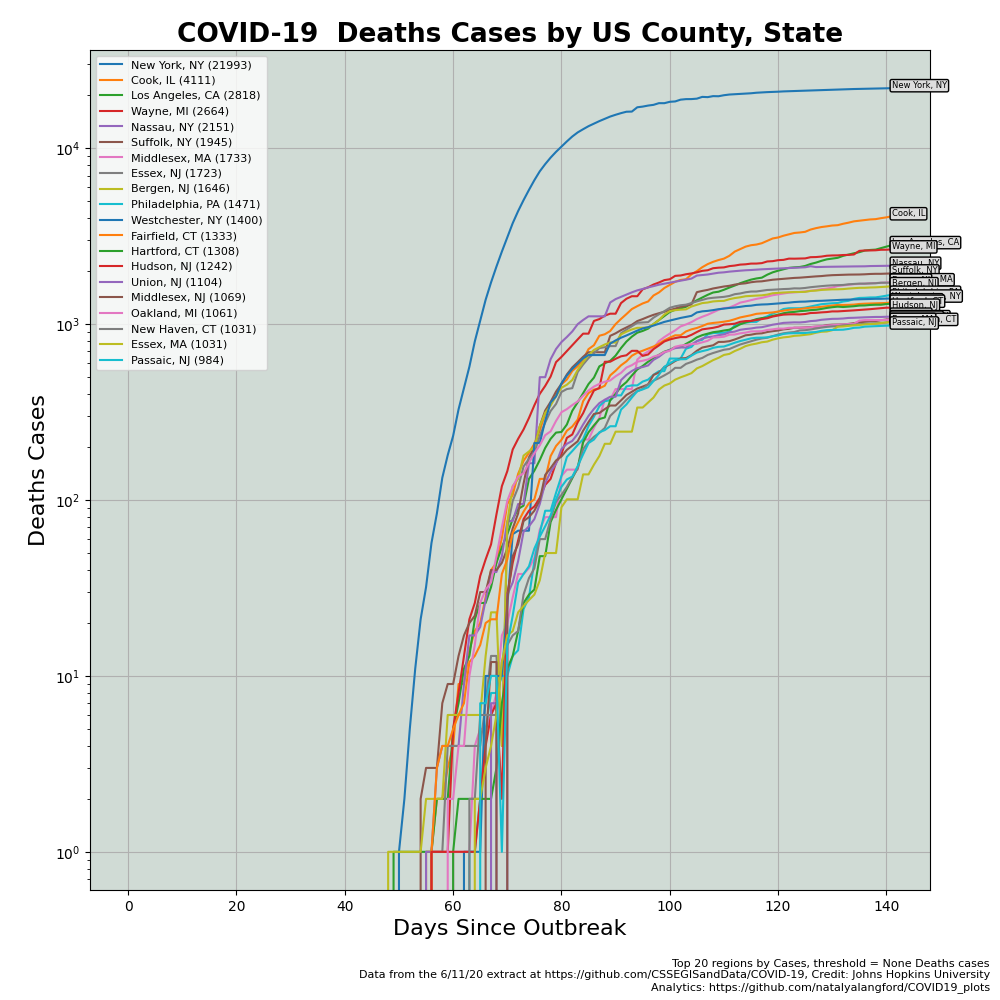 COVID-19  Deaths Cases by US County, State
New York, NY (21993)
Cook, IL (4111)
Los Angeles, CA (2818)
Wayne, MI (2664)
Nassau, NY (2151)
Suffolk, NY (1945)
Middlesex, MA (1733)
Essex, NJ (1723)
Bergen, NJ (1646)
Philadelphia, PA (1471)
Westchester, NY (1400)
Fairfield, CT (1333)
Hartford, CT (1308)
Hudson, NJ (1242)
Union, NJ (1104)
Middlesex, NJ (1069)
Oakland, MI (1061)
New Haven, CT (1031)
Essex, MA (1031)
Passaic, NJ (984)
New York, NY
Cook, IL
CA
Wayne, MI
Nassau, NY
Suffolk, NY
MA
Bergen, NJ
NY
Hudson, NJ
CT
Passaic, NJ
Deaths Cases
10⁴
10³
10²
10¹
10⁰
0 20 40 60 80 100 120 140
Days Since Outbreak
Top 20 regions by Cases, threshold = None Deaths cases
Data from the 6/11/20 extract at https://github.com/CSSEGISandData/COVID-19, Credit: Johns Hopkins University
Analytics: https://github.com/natalyalangford/COVID19_plots